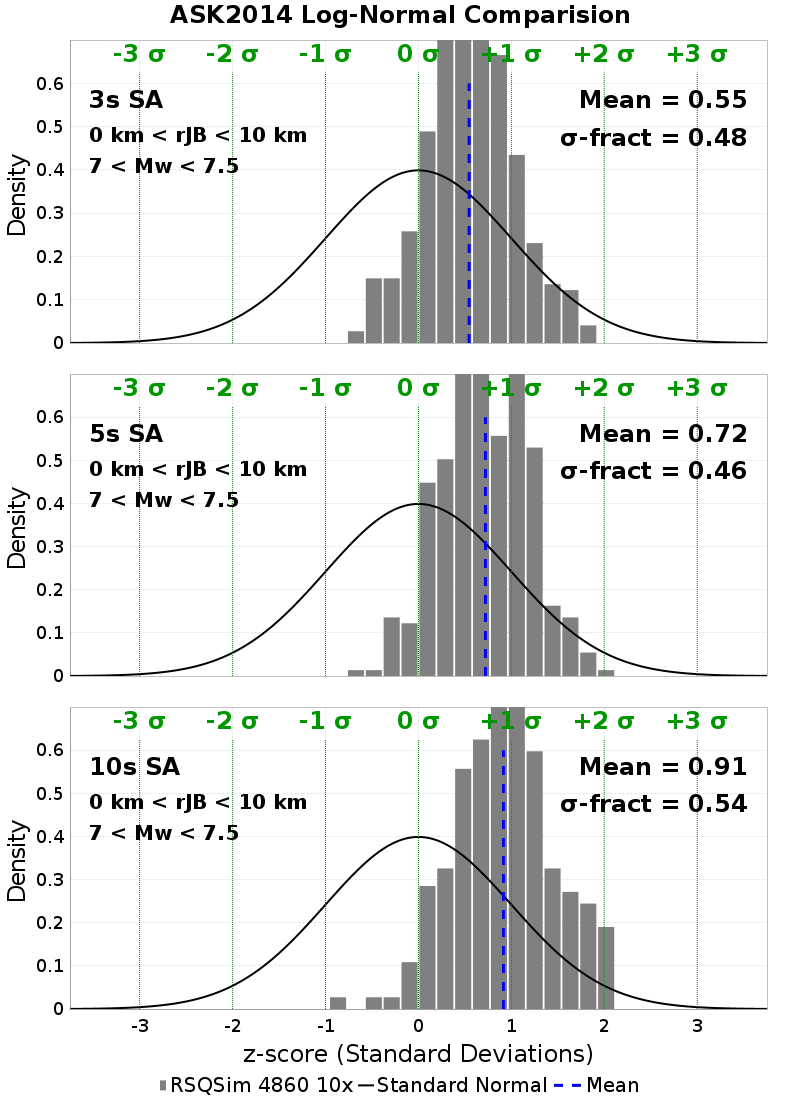 ASK2014 Log-Normal Comparision
-3 σ -2 σ -1 σ 0 σ +1 σ +2 σ +3 σ
3s SA
0 km < rJB < 10 km
7 < Mw < 7.5
Mean = 0.55
σ-fract = 0.48
Density
0.6
0.5
0.4
0.3
0.2
0.1
0
-3 σ -2 σ -1 σ 0 σ +1 σ +2 σ +3 σ
5s SA
0 km < rJB < 10 km
7 < Mw < 7.5
Mean = 0.72
σ-fract = 0.46
Density
0.6
0.5
0.4
0.3
0.2
0.1
0
-3 σ -2 σ -1 σ 0 σ +1 σ +2 σ +3 σ
10s SA
0 km < rJB < 10 km
7 < Mw < 7.5
Mean = 0.91
σ-fract = 0.54
Density
0.6
0.5
0.4
0.3
0.2
0.1
0
-3 -2 -1 0 1 2 3
z-score (Standard Deviations)
RSQSim 4860 10x Standard Normal Mean